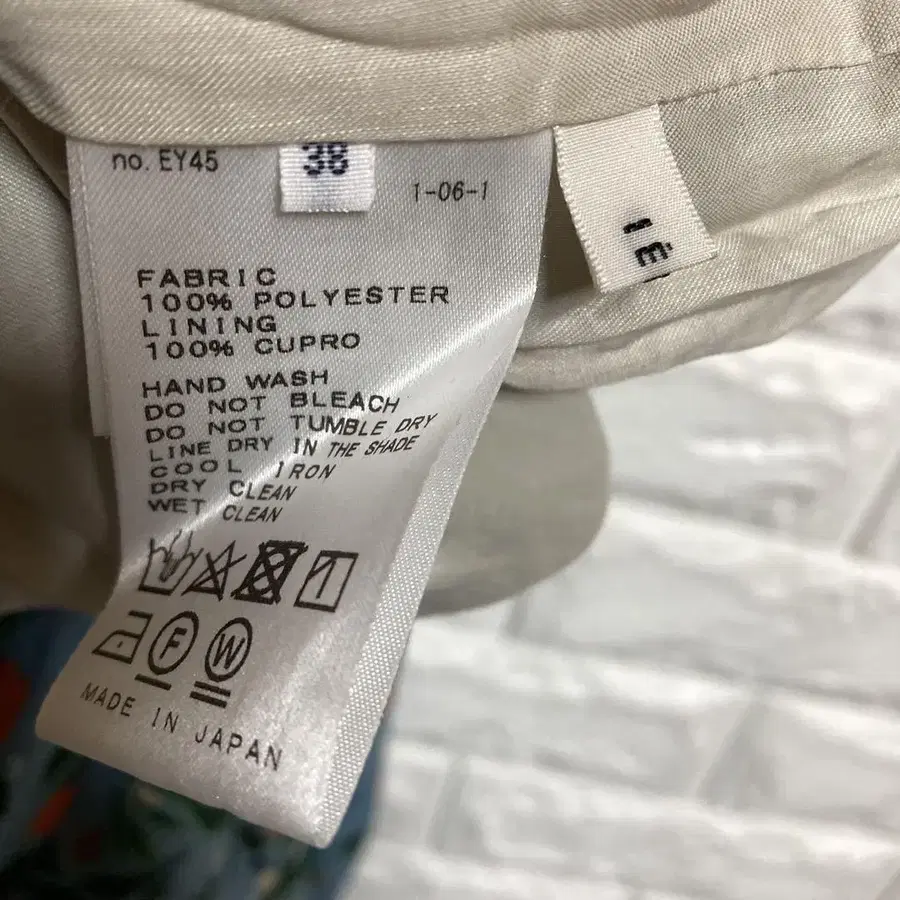 no. EY45
38
1-06-1
FABRIC
100% POLYESTER
LINING
100% CUPRO
HAND WASH
DO NOT BLEACH
DO NOT TUMBLE DRY
LINE DRY IN THE SHADE
COOL IRON
DRY CLEAN
WET CLEAN
F
W
MADE IN JAPAN